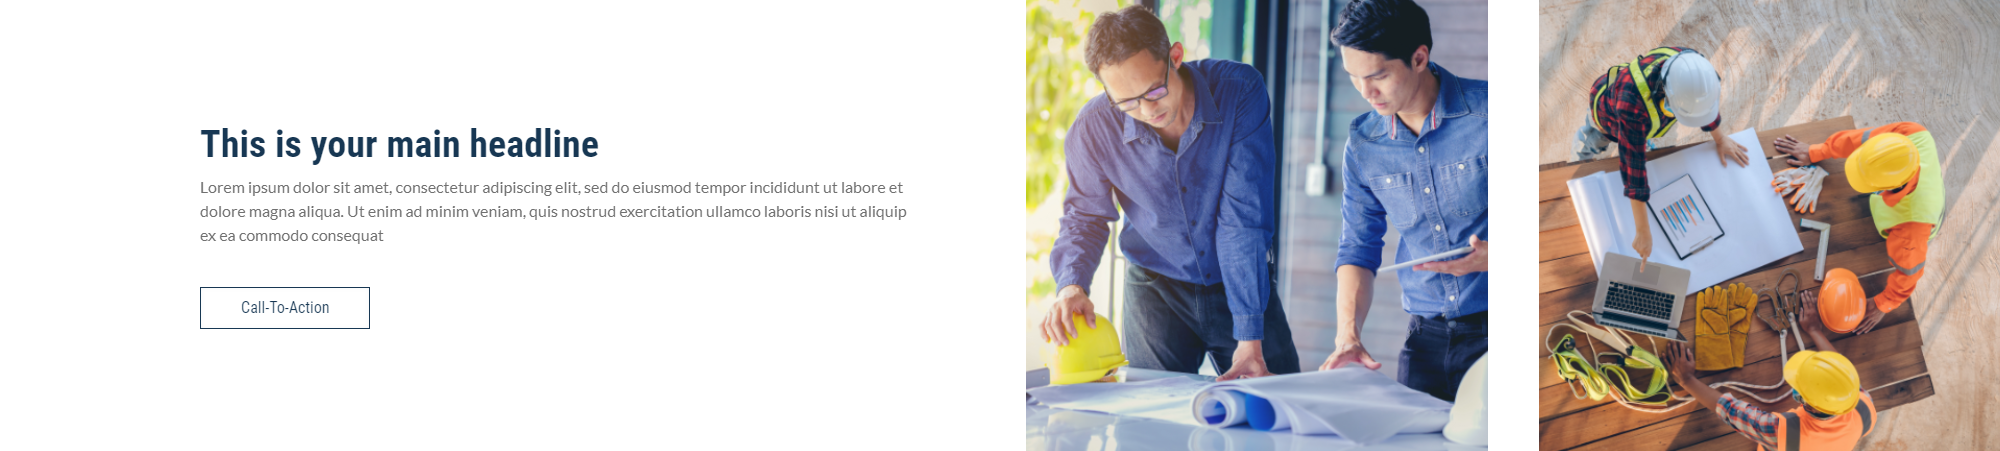 This is your main headline
Lorem ipsum dolor sit amet, consectetur adipiscing elit, sed do eiusmod tempor incididunt ut labore et
dolore magna aliqua. Ut enim ad minim veniam, quis nostrud exercitation ullamco laboris nisi ut aliquip
ex ea commodo consequat
Call-To-Action